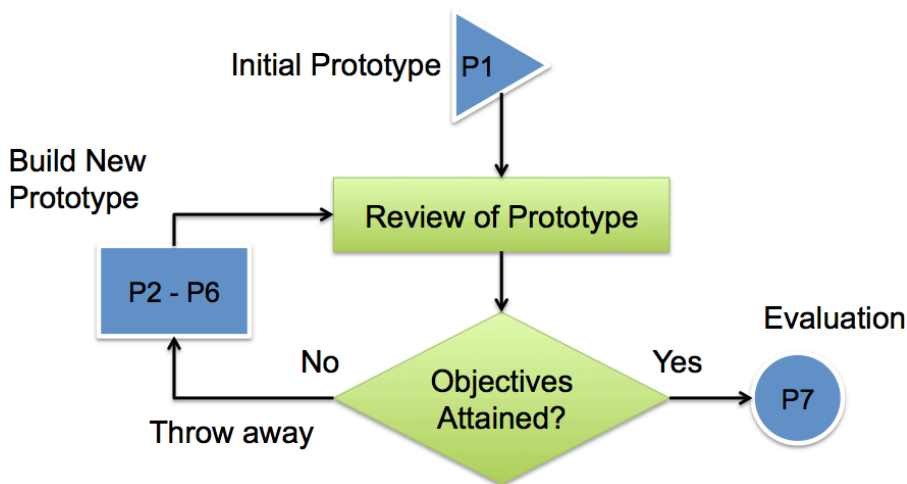 Initial Prototype
P1
Build New
Prototype
Review of Prototype
P2 - P6
Evaluation
No
Yes
Objectives
Attained?
P7
Throw away